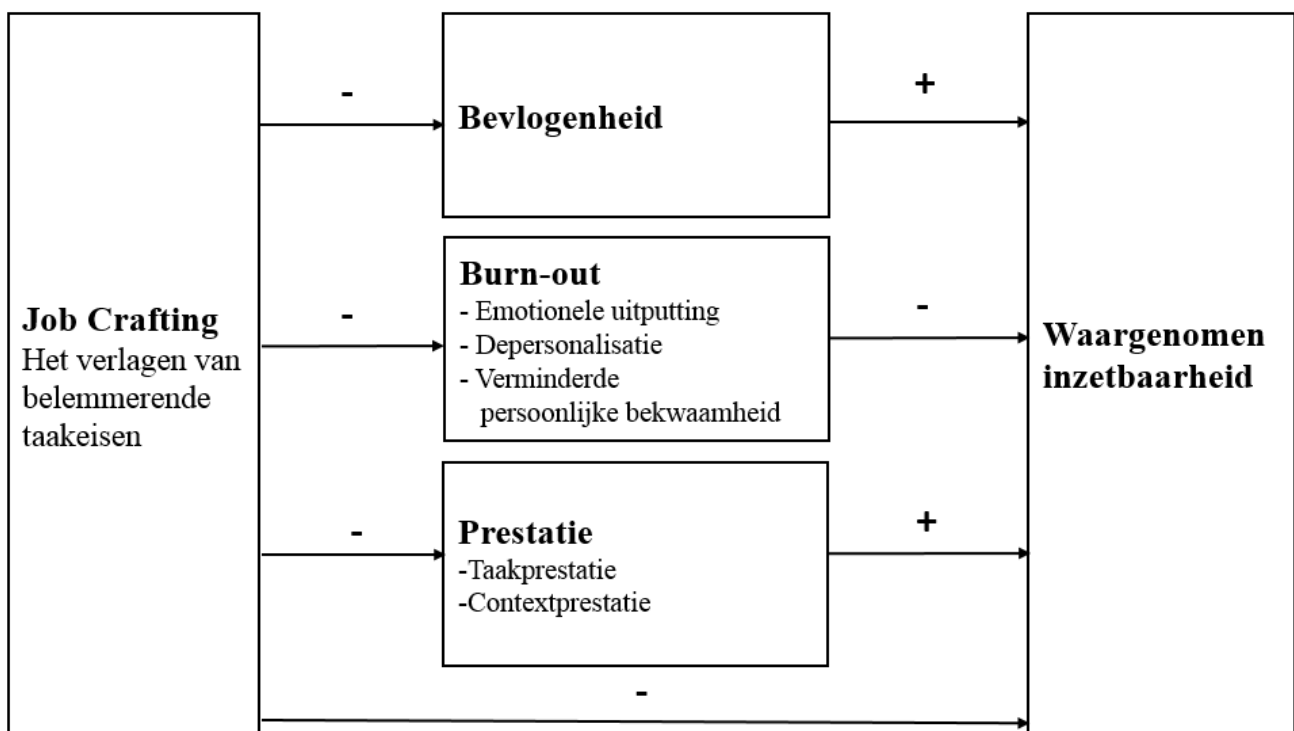 Job Crafting
Het verlagen van
belemmerende
taakeisen
-
-
-
-
Bevlogenheid
Burn-out
- Emotionele uitputting
- Depersonalisatie
- Verminderde
persoonlijke bekwaamheid
Prestatie
-Taakprestatie
-Contextprestatie
+
-
+
Waargenomen
inzetbaarheid